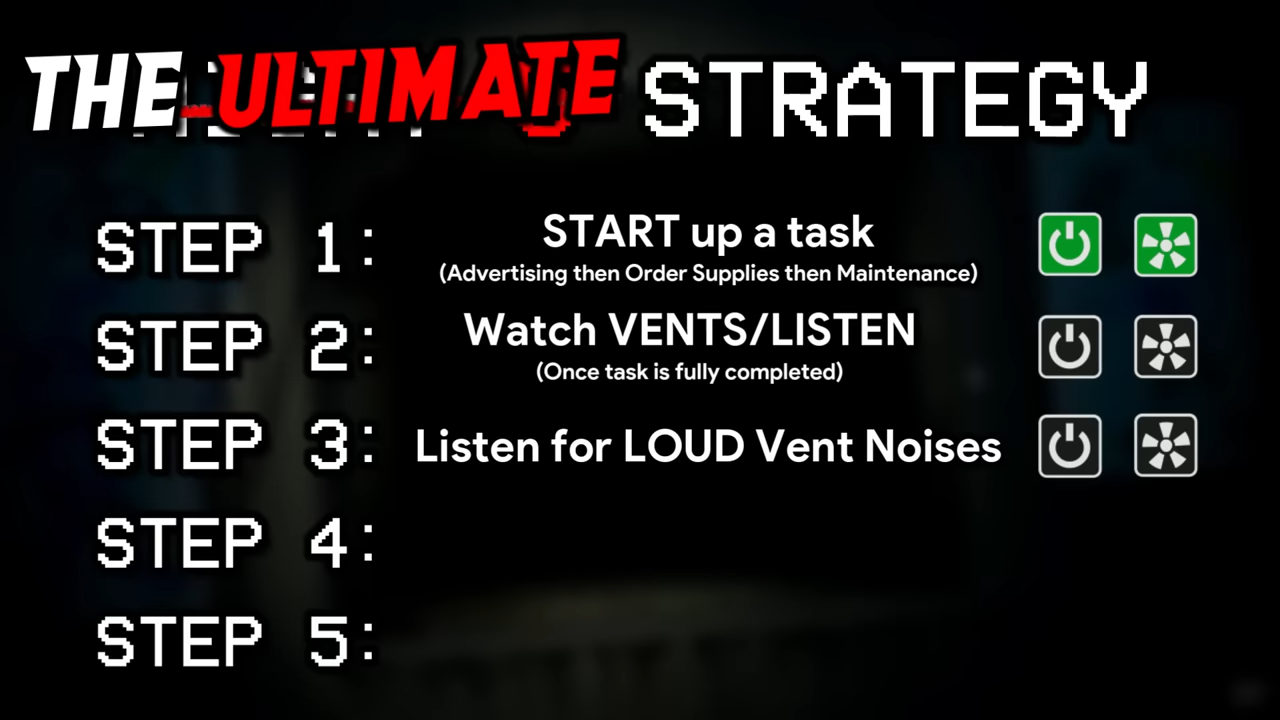 THE ULTIMATE STRATEGY
STEP 1: START up a task
(Advertising then Order Supplies then Maintenance)
STEP 2: Watch VENTS/LISTEN
(Once task is fully completed)
STEP 3: Listen for LOUD Vent Noises
STEP 4:
STEP 5: